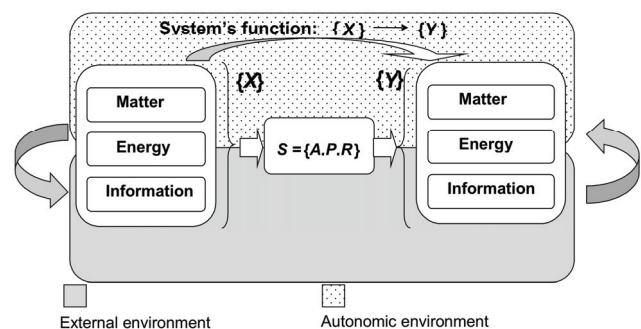 System's function: {X} → {Y}
{X}
{Y}
Matter
Energy
Information
S = {A.P.R}
Matter
Energy
Information
External environment
Autonomic environment